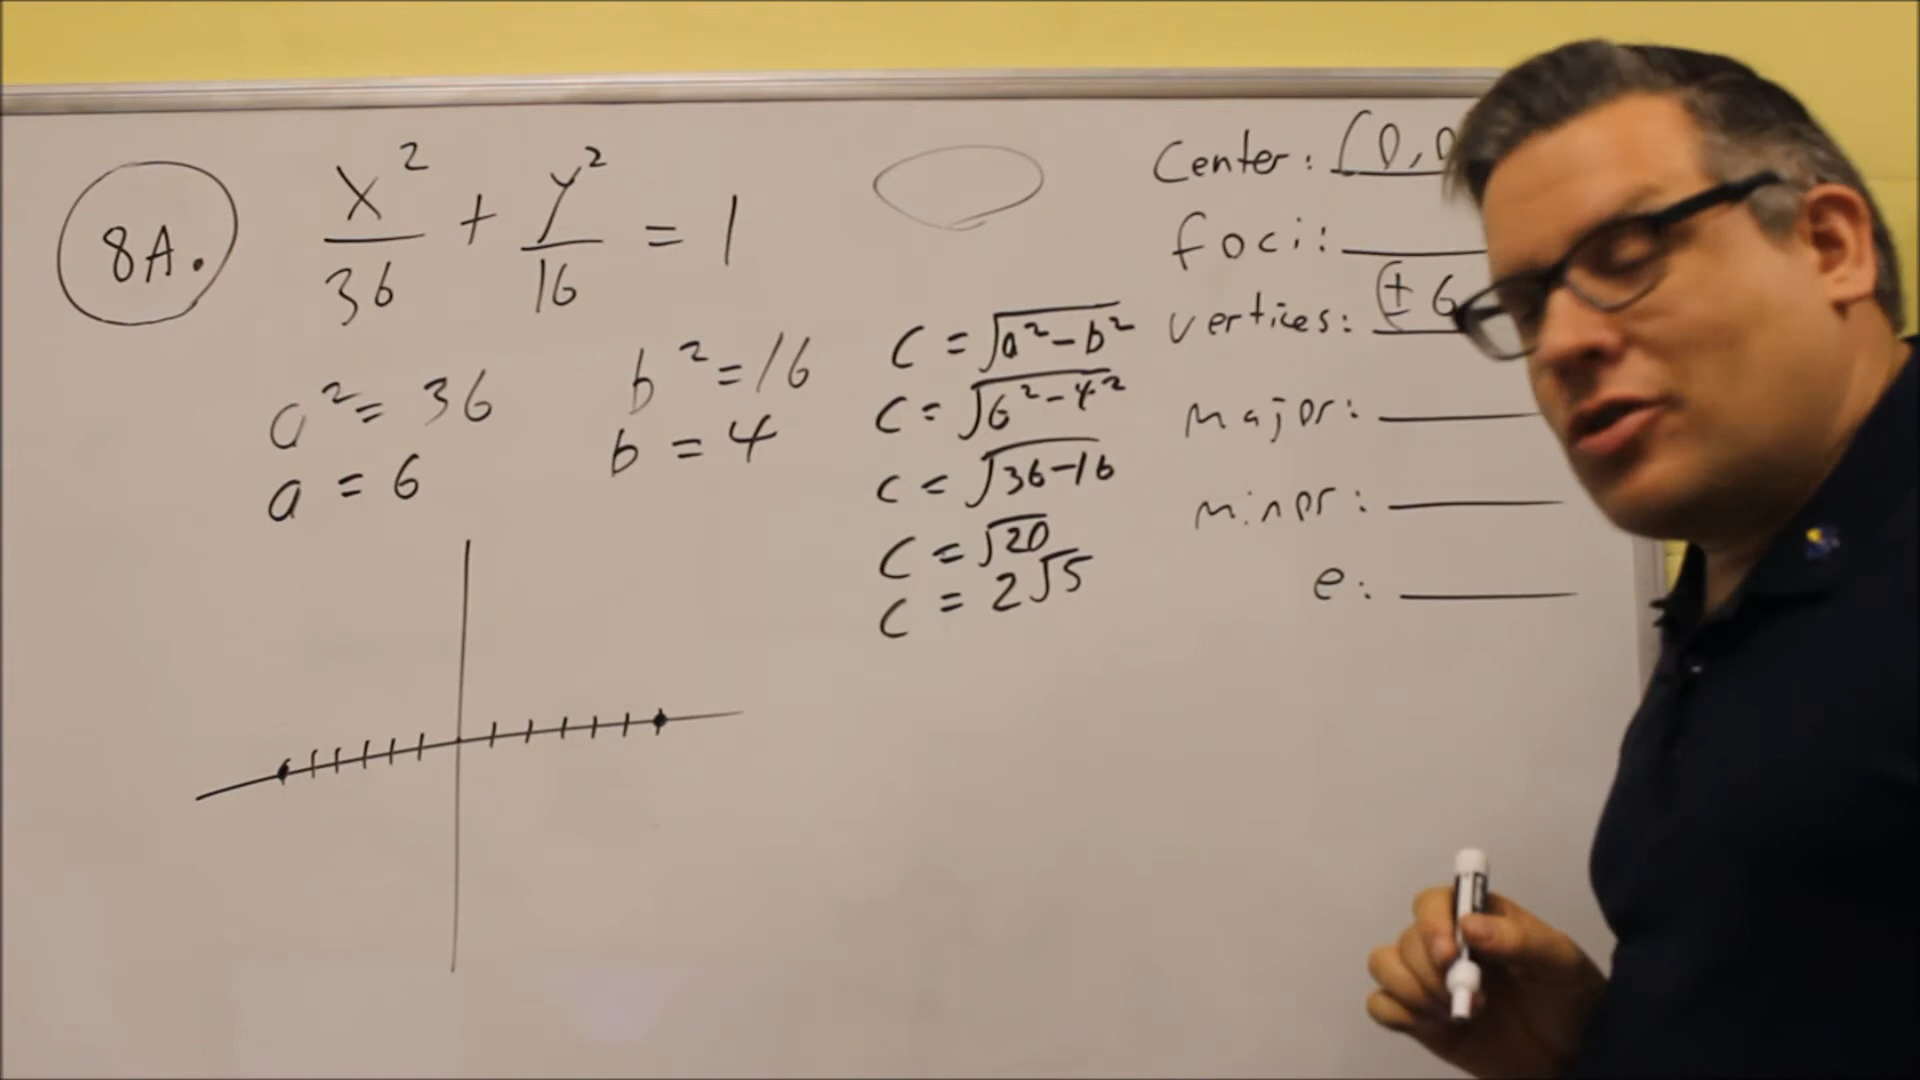 8A.
x²/36 + y²/16 = 1
a² = 36
a = 6
b² = 16
b = 4
c = √a² - b²
c = √6² - 4²
c = √36 - 16
c = √20
c = 2√5
Center: (0,0
foci:
vertices: (± 6
major:
minor:
e: